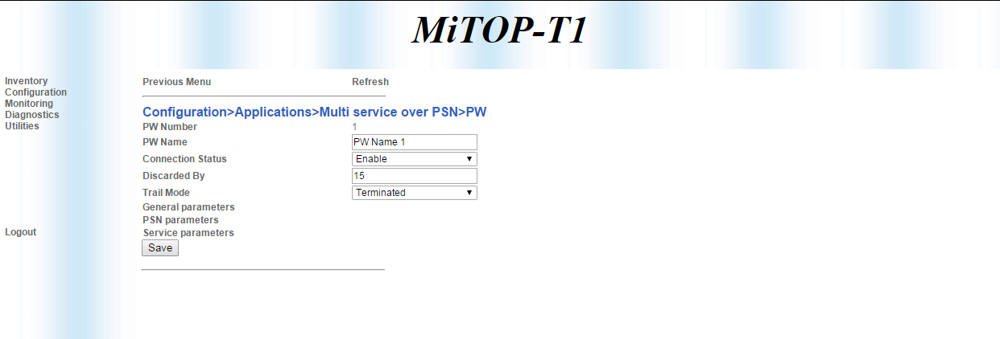 MiTOP-T1
Inventory
Configuration
Monitoring
Diagnostics
Utilities
Logout
Previous Menu Refresh
Configuration>Applications>Multi service over PSN>PW
PW Number 1
PW Name PW Name 1
Connection Status Enable
Discarded By 15
Trail Mode Terminated
General parameters
PSN parameters
Service parameters
Save